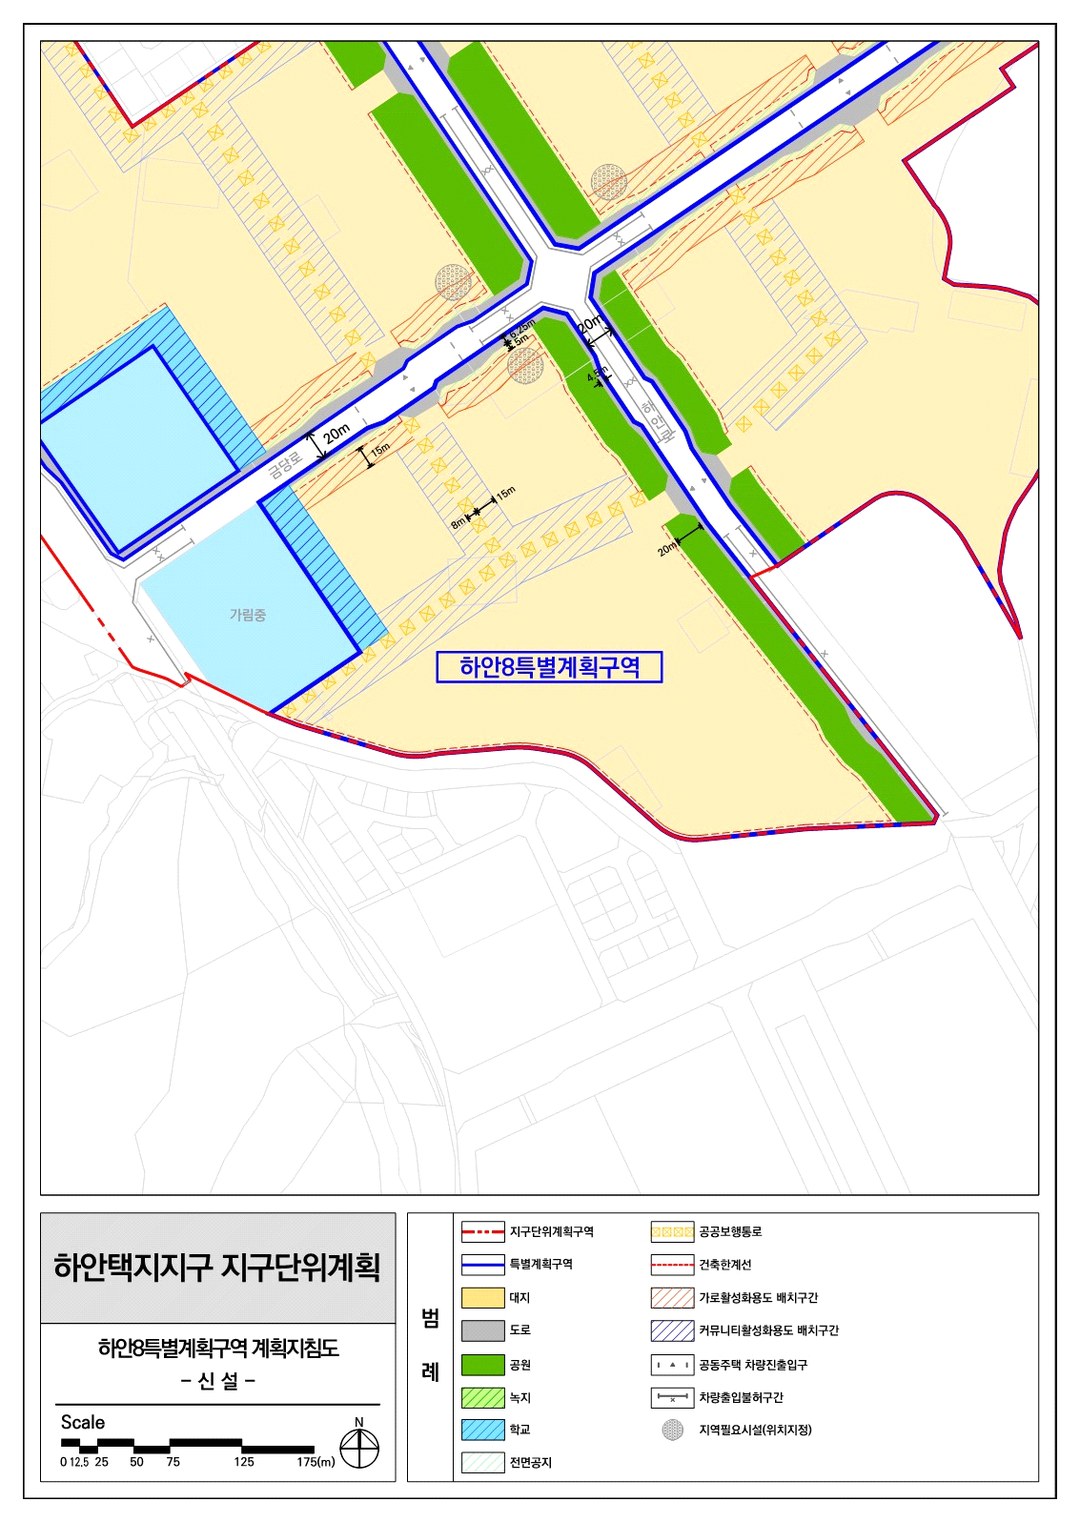 6.25m
5m
20m
4.5m
해안로
20m
금당로
15m
15m
8m
20m
가림중
하안8특별계획구역
하안택지지구 지구단위계획
하안8특별계획구역 계획지침도
- 신 설 -
Scale
N
0 12.5 25 50 75 125 175(m)
범
례
지구단위계획구역
특별계획구역
대지
도로
공원
녹지
학교
전면공지
공공보행통로
건축한계선
가로활성화용도 배치구간
커뮤니티활성화용도 배치구간
공동주택 차량진출입구
차량출입불허구간
지역필요시설(위치지정)